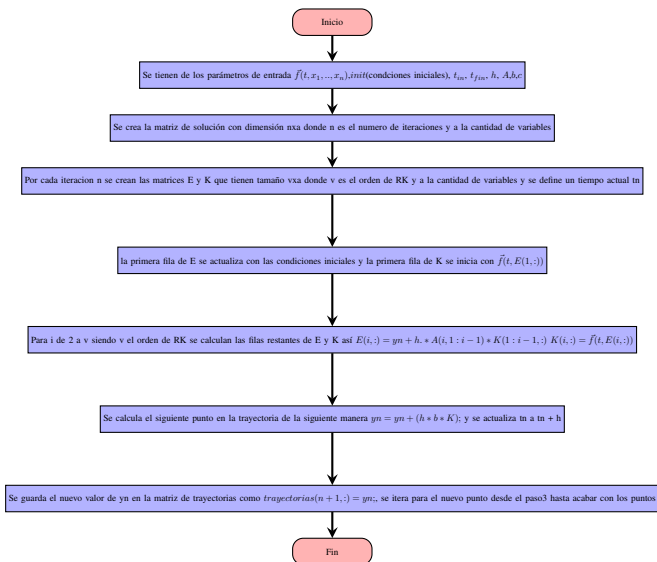 Inicio
Se tienen de los parámetros de entrada $\vec{f}(t, x_1, .., x_n)$,init(condciones iniciales), $t_{in}$, $t_{fin}$, $h$, $A$,$b$,$c$
Se crea la matriz de solución con dimensión nxa donde n es el numero de iteraciones y a la cantidad de variables
Por cada iteracion n se crean las matrices E y K que tienen tamaño vxa donde v es el orden de RK y a la cantidad de variables y se define un tiempo actual tn
la primera fila de E se actualiza con las condiciones iniciales y la primera fila de K se inicia con $\vec{f}(t, E(1,:))$
Para i de 2 a v siendo v el orden de RK se calculan las filas restantes de E y K así $E(i,:) = yn + h. * A(i, 1 : i - 1) * K(1 : i - 1, :)$ $K(i,:) = \vec{f}(t, E(i,:))$
Se calcula el siguiente punto en la trayectoria de la siguiente manera $yn = yn + (h * b * K)$; y se actualiza tn a tn + h
Se guarda el nuevo valor de yn en la matriz de trayectorias como $trayectorias(n + 1, :) = yn;$, se itera para el nuevo punto desde el paso3 hasta acabar con los puntos
Fin